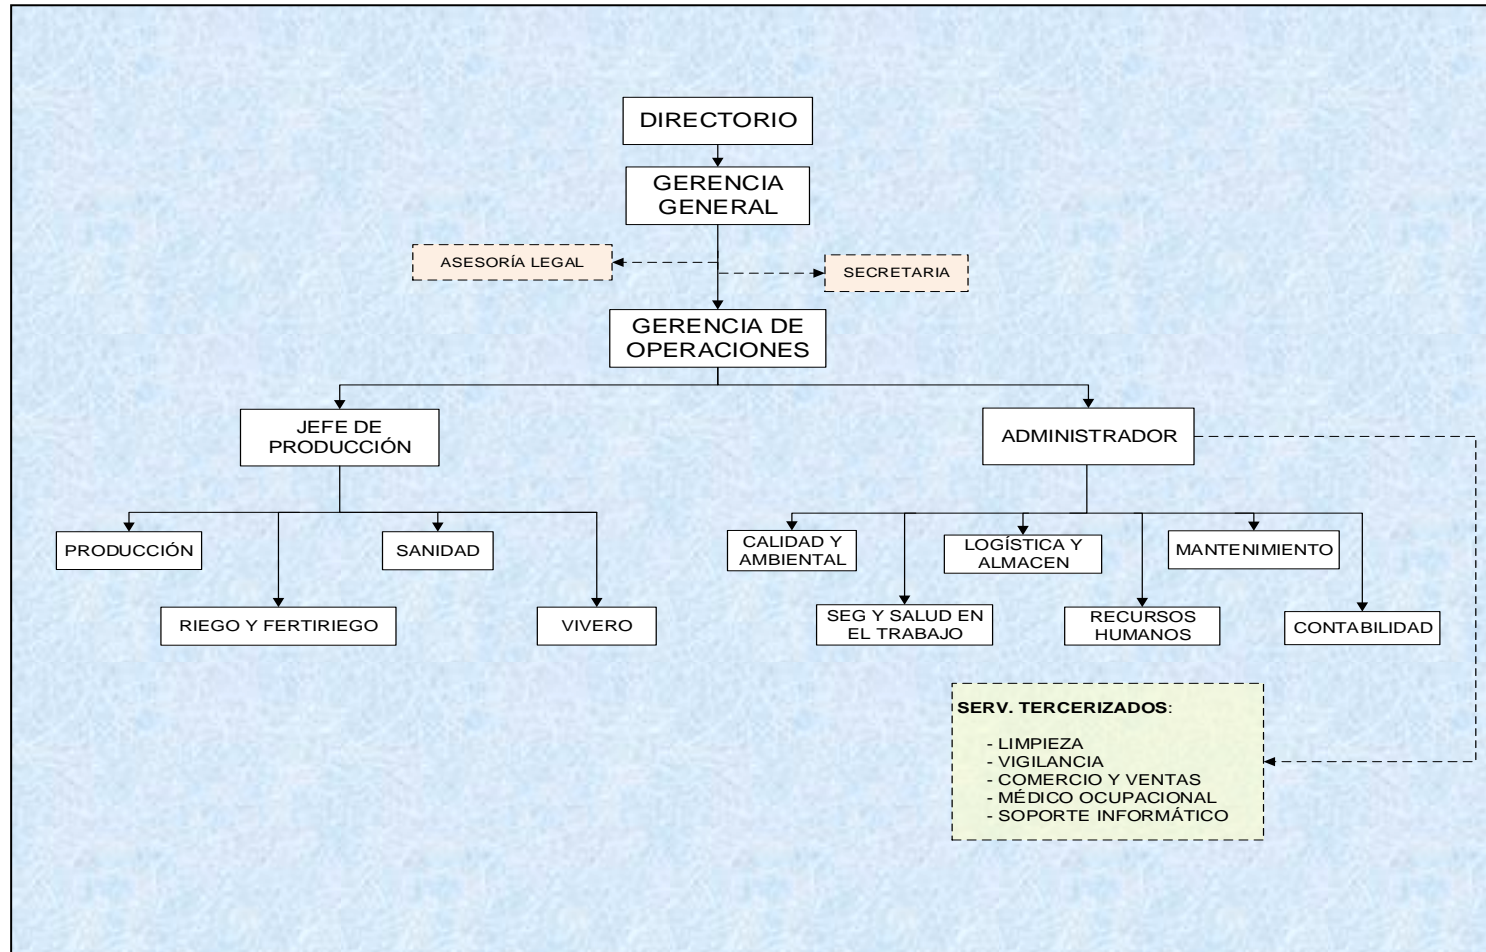 DIRECTORIO
GERENCIA
GENERAL
ASESORÍA LEGAL
SECRETARIA
GERENCIA DE
OPERACIONES
JEFE DE
PRODUCCIÓN
ADMINISTRADOR
PRODUCCIÓN
SANIDAD
RIEGO Y FERTIRIEGO
VIVERO
CALIDAD Y
AMBIENTAL
LOGÍSTICA Y
ALMACEN
MANTENIMIENTO
SEG Y SALUD EN
EL TRABAJO
RECURSOS
HUMANOS
CONTABILIDAD
SERV. TERCERIZADOS:
- LIMPIEZA
- VIGILANCIA
- COMERCIO Y VENTAS
- MÉDICO OCUPACIONAL
- SOPORTE INFORMÁTICO